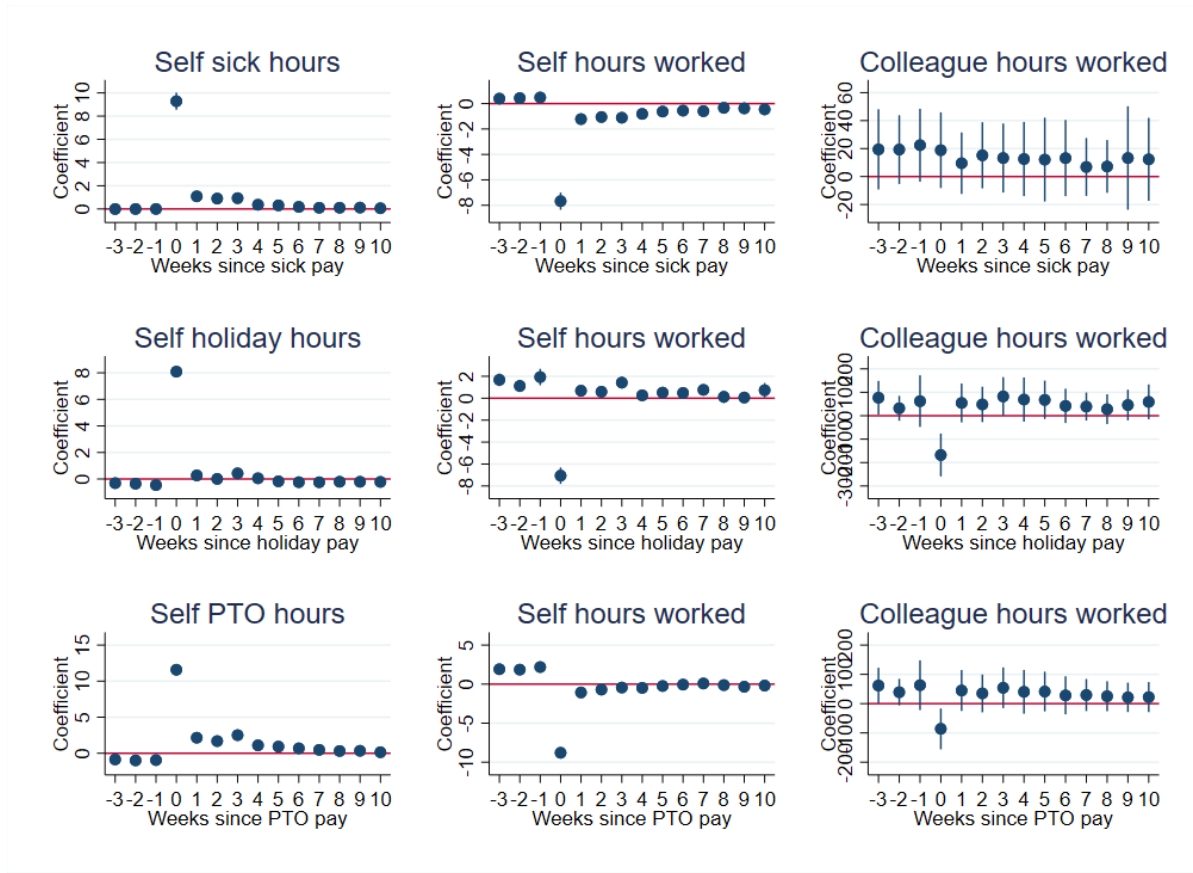 Self sick hours
Coefficient
0 2 4 6 8 10
-3 -2 -1 0 1 2 3 4 5 6 7 8 9 10
Weeks since sick pay
Self hours worked
Coefficient
-8 -6 -4 -2 0
-3 -2 -1 0 1 2 3 4 5 6 7 8 9 10
Weeks since sick pay
Colleague hours worked
Coefficient
-20 0 20 40 60
-3 -2 -1 0 1 2 3 4 5 6 7 8 9 10
Weeks since sick pay
Self holiday hours
Coefficient
0 2 4 6 8
-3 -2 -1 0 1 2 3 4 5 6 7 8 9 10
Weeks since holiday pay
Self hours worked
Coefficient
-8 -6 -4 -2 0 2
-3 -2 -1 0 1 2 3 4 5 6 7 8 9 10
Weeks since holiday pay
Colleague hours worked
Coefficient
-300 -200 -100 0 100 200
-3 -2 -1 0 1 2 3 4 5 6 7 8 9 10
Weeks since holiday pay
Self PTO hours
Coefficient
0 5 10 15
-3 -2 -1 0 1 2 3 4 5 6 7 8 9 10
Weeks since PTO pay
Self hours worked
Coefficient
-10 -5 0 5
-3 -2 -1 0 1 2 3 4 5 6 7 8 9 10
Weeks since PTO pay
Colleague hours worked
Coefficient
-200 -100 0 100 200
-3 -2 -1 0 1 2 3 4 5 6 7 8 9 10
Weeks since PTO pay